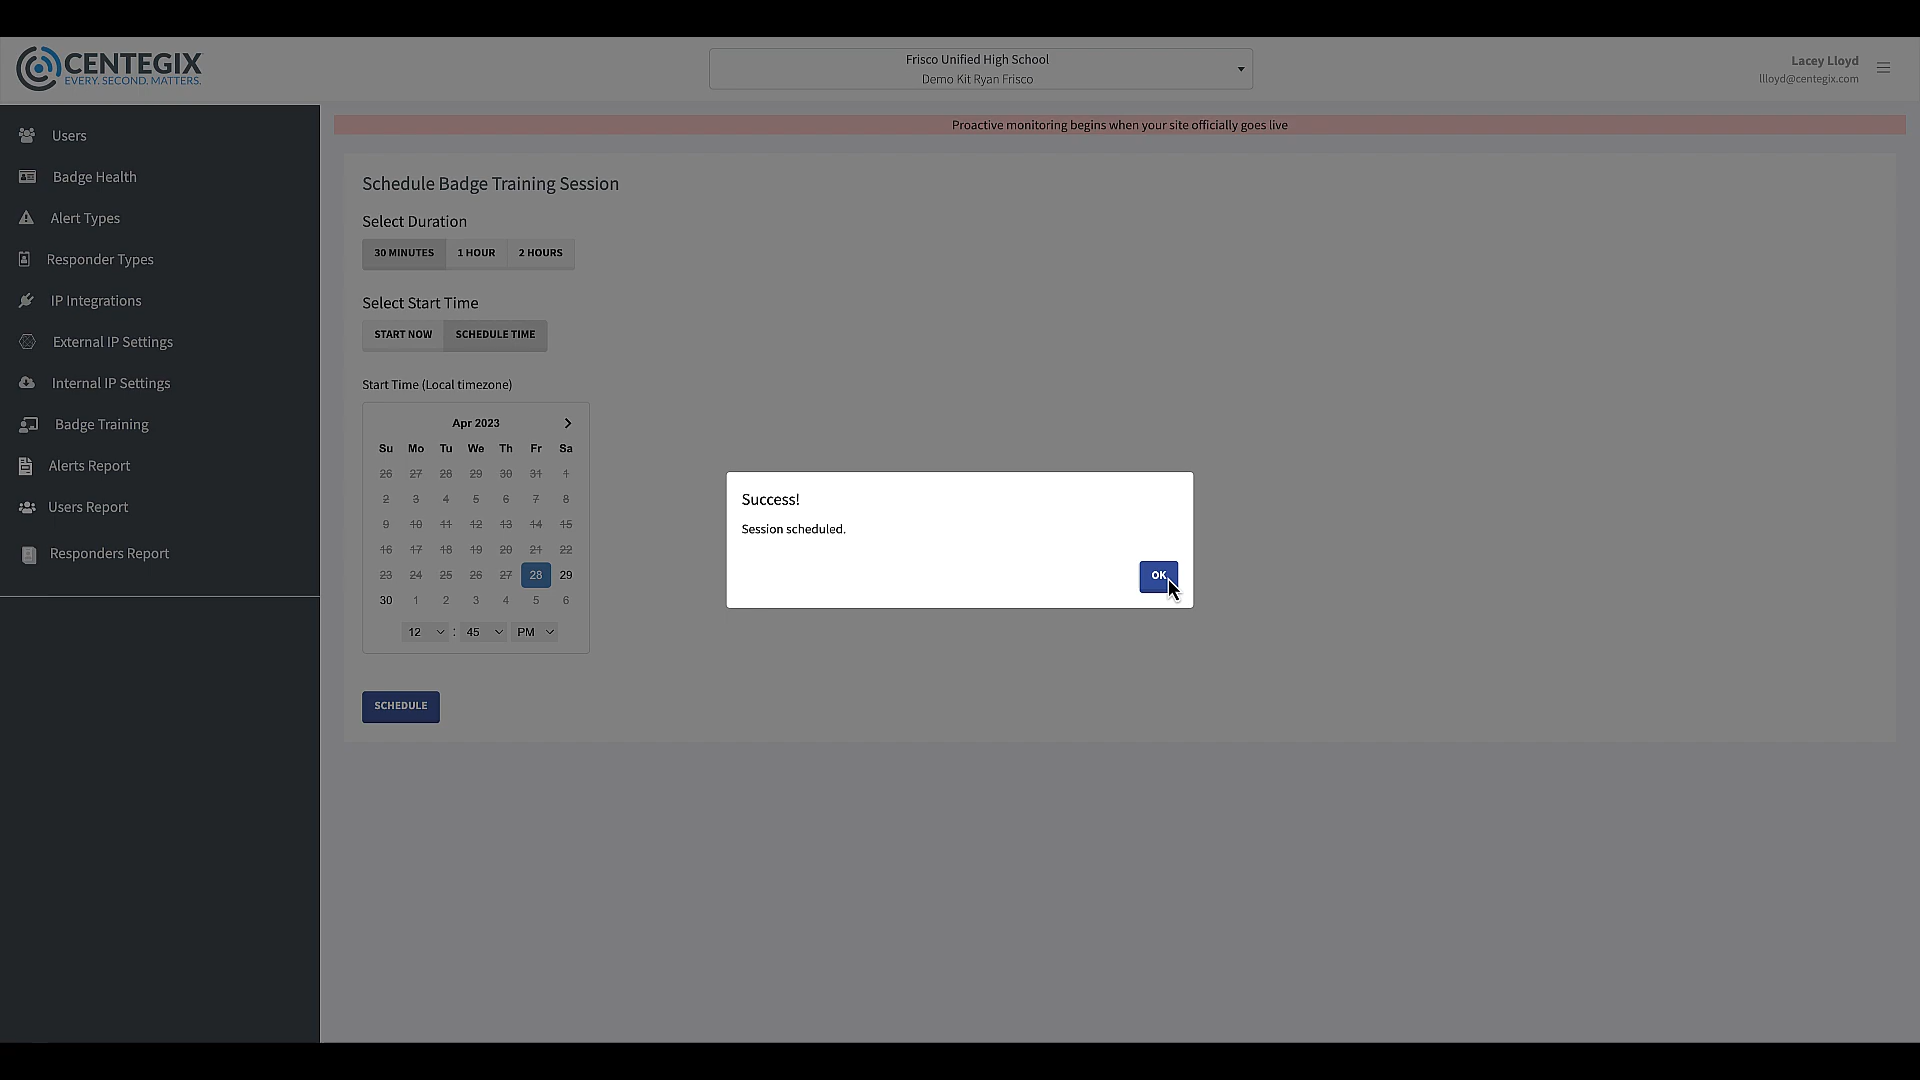 CENTEGIX
EVERY. SECOND. MATTERS.
Frisco Unified High School
Demo Kit Ryan Frisco
Lacey Lloyd
llloyd@centegix.com
Users
Badge Health
Alert Types
Responder Types
IP Integrations
External IP Settings
Internal IP Settings
Badge Training
Alerts Report
Users Report
Responders Report
Proactive monitoring begins when your site officially goes live
Schedule Badge Training Session
Select Duration
30 MINUTES 1 HOUR 2 HOURS
Select Start Time
START NOW SCHEDULE TIME
Start Time (Local timezone)
Apr 2023
Su Mo Tu We Th Fr Sa
26 27 28 29 30 31 1
2 3 4 5 6 7 8
9 10 11 12 13 14 15
16 17 18 19 20 21 22
23 24 25 26 27 28 29
30 1 2 3 4 5 6
12 : 45 PM
SCHEDULE
Success!
Session scheduled.
OK